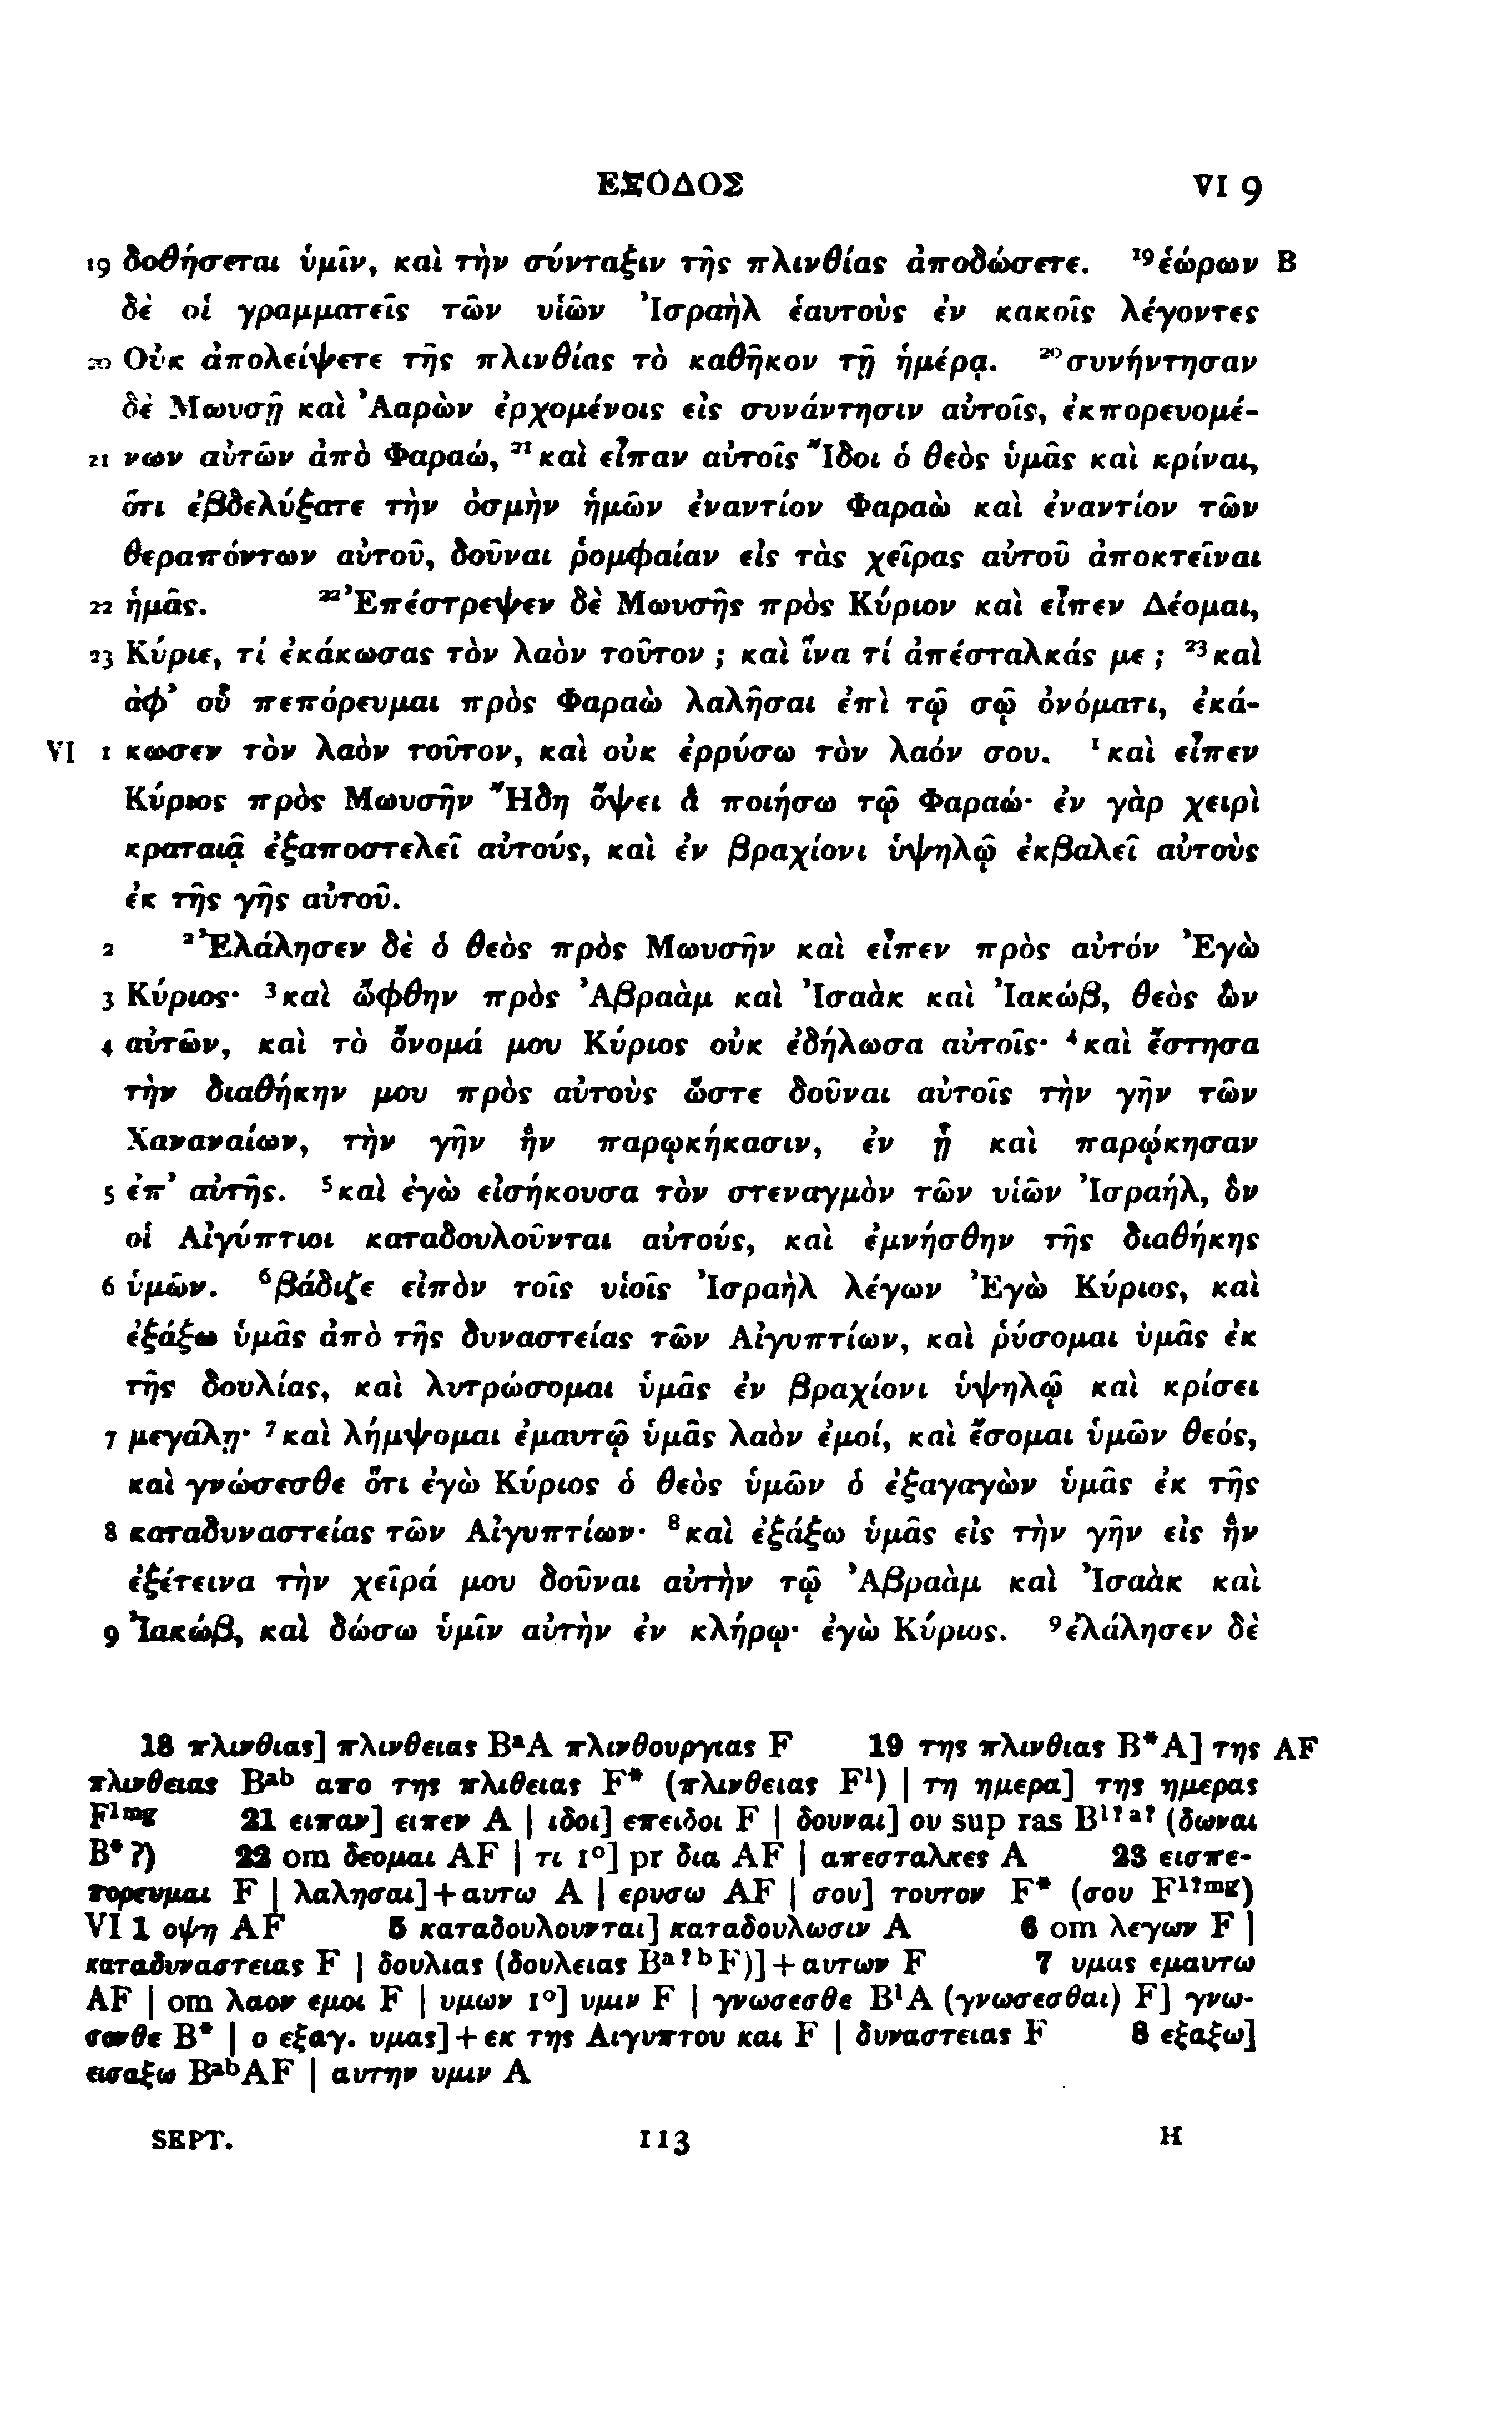 ΕΞΟΔΟΣ VI 9
19 δοθήσεται ὑμῖν, καὶ τὴν σύνταξιν τῆς πλινθίας ἀποδώσετε. ¹⁹ἑώρων B
δὲ οἱ γραμματεῖς τῶν υἱῶν Ἰσραὴλ ἑαυτοὺς ἐν κακοῖς λέγοντες
20 Οὐκ ἀπολείψετε τῆς πλινθίας τὸ καθῆκον τῇ ἡμέρᾳ. ²⁰συνήντησαν
δὲ Μωυσῇ καὶ Ἀαρὼν ἐρχομένοις εἰς συνάντησιν αὐτοῖς, ἐκπορευομέ-
21 νων αὐτῶν ἀπὸ Φαραώ, ²¹καὶ εἶπαν αὐτοῖς Ἴδοι ὁ θεὸς ὑμᾶς καὶ κρίναι,
ὅτι ἐβδελύξατε τὴν ὀσμὴν ἡμῶν ἐναντίον Φαραὼ καὶ ἐναντίον τῶν
θεραπόντων αὐτοῦ, δοῦναι ῥομφαίαν εἰς τὰς χεῖρας αὐτοῦ ἀποκτεῖναι
22 ἡμᾶς. ²²Ἐπέστρεψεν δὲ Μωυσῆς πρὸς Κύριον καὶ εἶπεν Δέομαι,
23 Κύριε, τί ἐκάκωσας τὸν λαὸν τοῦτον ; καὶ ἵνα τί ἀπέσταλκάς με ; ²³καὶ
ἀφ’ οὗ πεπόρευμαι πρὸς Φαραὼ λαλῆσαι ἐπὶ τῷ σῷ ὀνόματι, ἐκά-
VI 1 κωσεν τὸν λαὸν τοῦτον, καὶ οὐκ ἐρρύσω τὸν λαόν σου. ¹καὶ εἶπεν
Κύριος πρὸς Μωυσῆν Ἤδη ὄψει ἃ ποιήσω τῷ Φαραώ· ἐν γὰρ χειρὶ
κραταιᾷ ἐξαποστελεῖ αὐτούς, καὶ ἐν βραχίονι ὑψηλῷ ἐκβαλεῖ αὐτοὺς
ἐκ τῆς γῆς αὐτοῦ.
2 ²Ἐλάλησεν δὲ ὁ θεὸς πρὸς Μωυσῆν καὶ εἶπεν πρὸς αὐτόν Ἐγὼ
3 Κύριος· ³καὶ ὤφθην πρὸς Ἀβραὰμ καὶ Ἰσαὰκ καὶ Ἰακώβ, θεὸς ὢν
4 αὐτῶν, καὶ τὸ ὄνομά μου Κύριος οὐκ ἐδήλωσα αὐτοῖς· ⁴καὶ ἔστησα
τὴν διαθήκην μου πρὸς αὐτοὺς ὥστε δοῦναι αὐτοῖς τὴν γῆν τῶν
Χαναναίων, τὴν γῆν ἣν παρῳκήκασιν, ἐν ᾗ καὶ παρῴκησαν
5 ἐπ’ αὐτῆς. ⁵καὶ ἐγὼ εἰσήκουσα τὸν στεναγμὸν τῶν υἱῶν Ἰσραήλ, ὃν
οἱ Αἰγύπτιοι καταδουλοῦνται αὐτούς, καὶ ἐμνήσθην τῆς διαθήκης
6 ὑμῶν. ⁶βάδιζε εἰπὸν τοῖς υἱοῖς Ἰσραὴλ λέγων Ἐγὼ Κύριος, καὶ
ἐξάξω ὑμᾶς ἀπὸ τῆς δυναστείας τῶν Αἰγυπτίων, καὶ ῥύσομαι ὑμᾶς ἐκ
τῆς δουλίας, καὶ λυτρώσομαι ὑμᾶς ἐν βραχίονι ὑψηλῷ καὶ κρίσει
7 μεγάλῃ· ⁷καὶ λήμψομαι ἐμαυτῷ ὑμᾶς λαὸν ἐμοί, καὶ ἔσομαι ὑμῶν θεός,
καὶ γνώσεσθε ὅτι ἐγὼ Κύριος ὁ θεὸς ὑμῶν ὁ ἐξαγαγὼν ὑμᾶς ἐκ τῆς
8 καταδυναστείας τῶν Αἰγυπτίων· ⁸καὶ ἐξάξω ὑμᾶς εἰς τὴν γῆν εἰς ἣν
ἐξέτεινα τὴν χεῖρά μου δοῦναι αὐτὴν τῷ Ἀβραὰμ καὶ Ἰσαὰκ καὶ
9 Ἰακώβ, καὶ δώσω ὑμῖν αὐτὴν ἐν κλήρῳ· ἐγὼ Κύριος. ⁹ἐλάλησεν δὲ
18 πλινθιας] πλινθειας BᵃA πλινθουργιας F 19 της πλινθιας B*A] της AF
πλινθειας Bᵃᵇ απο της πλιθειας F* (πλινθειας F¹) | τη ημερα] της ημερας
F¹ᵐᵍ 21 ειπαν] ειπεν A | ιδοι] επειδοι F | δουναι] ου sup ras B¹ˀᵃˀ (δωναι
B* ?) 22 om δεομαι AF | τι 1°] pr δια AF | απεσταλκες A 23 εισπε-
πορευμαι F | λαλησαι]+αυτω A | ερυσω AF | σου] τουτον F* (σου F¹ˀᵐᵍ)
VI 1 οψη AF 5 καταδουλουνται] καταδουλωσιν A 6 om λεγων F |
καταδυναστειας F | δουλιας (δουλειας Bᵃˀᵇ F)]+αυτων F 7 υμας εμαυτω
AF | om λαον εμοι F | υμων 1°] υμιν F | γνωσεσθε B¹A (γνωσεσθαι) F] γνω-
σονθε B* | ο εξαγ. υμας]+εκ της Αιγυπτου και F | δυναστειας F 8 εξαξω]
εισαξω BᵃᵇAF | αυτην υμιν A
SEPT. 113 H